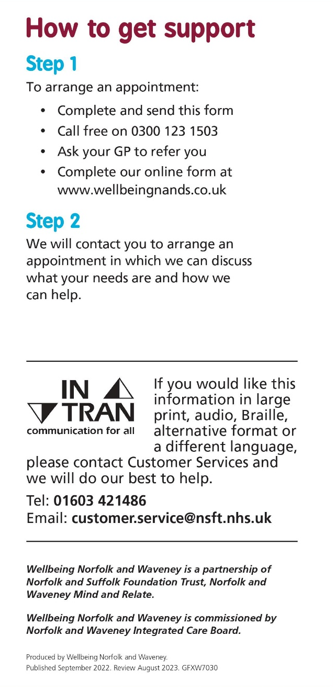 How to get support
Step 1
To arrange an appointment:
• Complete and send this form
• Call free on 0300 123 1503
• Ask your GP to refer you
• Complete our online form at
www.wellbeingnands.co.uk
Step 2
We will contact you to arrange an
appointment in which we can discuss
what your needs are and how we
can help.
IN
TRAN
communication for all
If you would like this
information in large
print, audio, Braille,
alternative format or
a different language,
please contact Customer Services and
we will do our best to help.
Tel: 01603 421486
Email: customer.service@nsft.nhs.uk
Wellbeing Norfolk and Waveney is a partnership of
Norfolk and Suffolk Foundation Trust, Norfolk and
Waveney Mind and Relate.
Wellbeing Norfolk and Waveney is commissioned by
Norfolk and Waveney Integrated Care Board.
Produced by Wellbeing Norfolk and Waveney.
Published September 2022. Review August 2023. GFXW7030